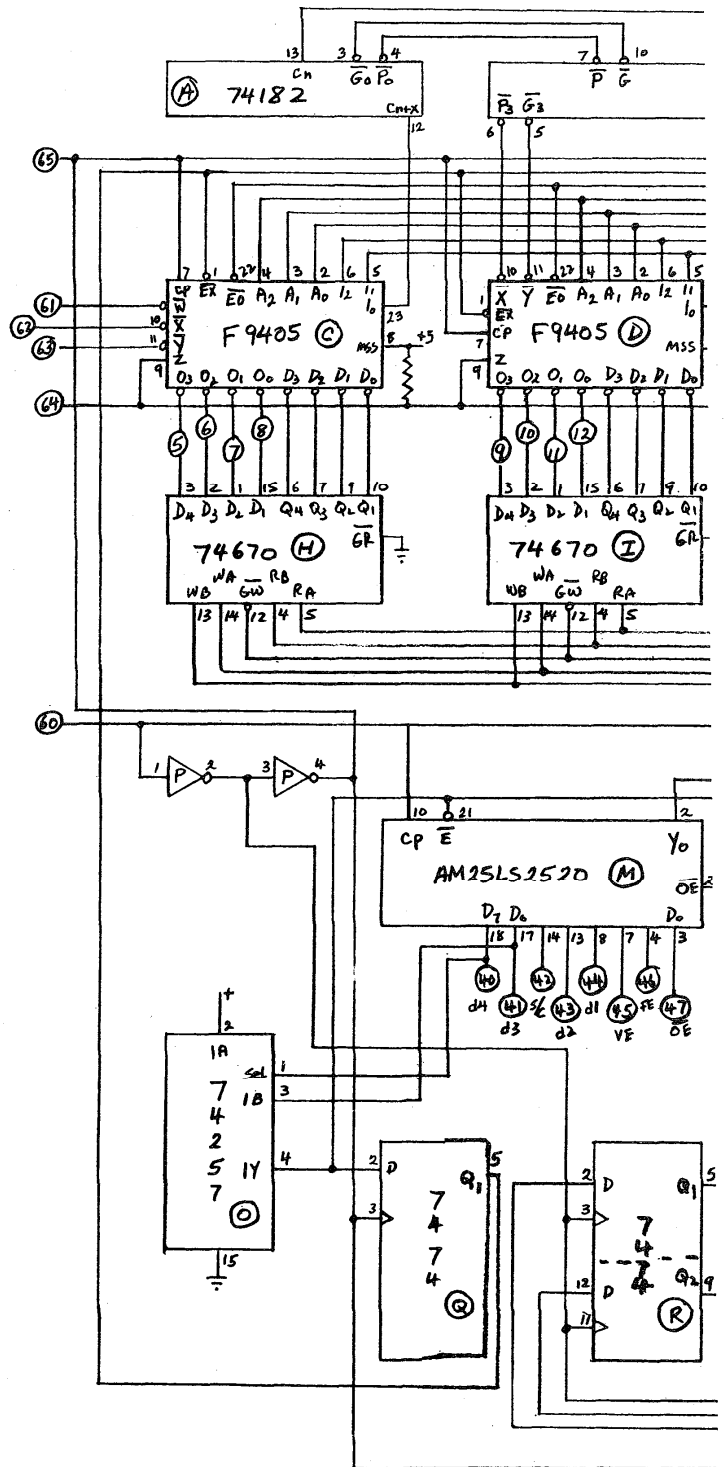 13 3 4 7 10
Cn G0 P0 P G
A 74182
Cn+X P3 G3
12 6 5
65
7 1 22 4 3 2 6 5 10 11 22 4 3 2 6 5
61 CP EX EO A2 A1 A0 I2 I1 X Y EO A2 A1 A0 I2 I1
W I0 1 EX I0
62 10 X F9405 C 23 CP F9405 D
63 11 Y MSS 8 +5 7 MSS
9 Z 9 Z
O3 O2 O1 O0 D3 D2 D1 D0 O3 O2 O1 O0 D3 D2 D1 D0
64
5 6 7 8 9 10 11 12
3 2 1 15 6 7 9 10 3 2 1 15 6 7 9 10
D4 D3 D2 D1 Q4 Q3 Q2 Q1 D4 D3 D2 D1 Q4 Q3 Q2 Q1
GR GR
74670 H 74670 I
WB WA GW RB RA WB WA GW RB RA
13 14 12 4 5 13 14 12 4 5
60
1 P 2 3 P 4
10 21 2
CP E Y0
AM25LS2520 M
OE 2
D7 D6 D0
18 17 14 13 8 7 4 3
40 41 42 43 44 45 46 47
d4 d3 S/C d2 d1 VE FE OE
+
2
1A
sel 1
1B 3
74257
1Y 4
O
15
2 D Q1 5
3 7474
Q
2 D Q1 5
3 7474
12 D Q2 9
11 R